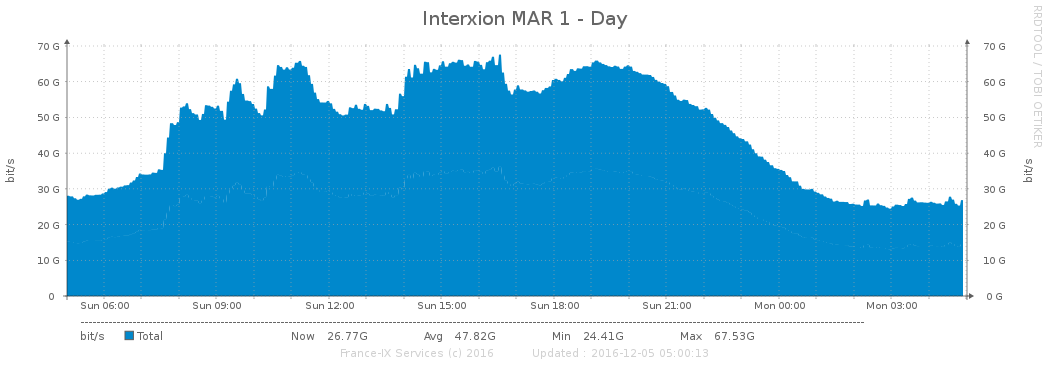 Interxion MAR 1 - Day
RRDTOOL / TOBI OETIKER
70 G 70 G
60 G 60 G
50 G 50 G
40 G 40 G
30 G 30 G
20 G 20 G
10 G 10 G
0 0 G
bit/s bit/s
Sun 06:00 Sun 09:00 Sun 12:00 Sun 15:00 Sun 18:00 Sun 21:00 Mon 00:00 Mon 03:00
bit/s Total Now 26.77G Avg 47.82G Min 24.41G Max 67.53G
France-IX Services (c) 2016 Updated : 2016-12-05 05:00:13